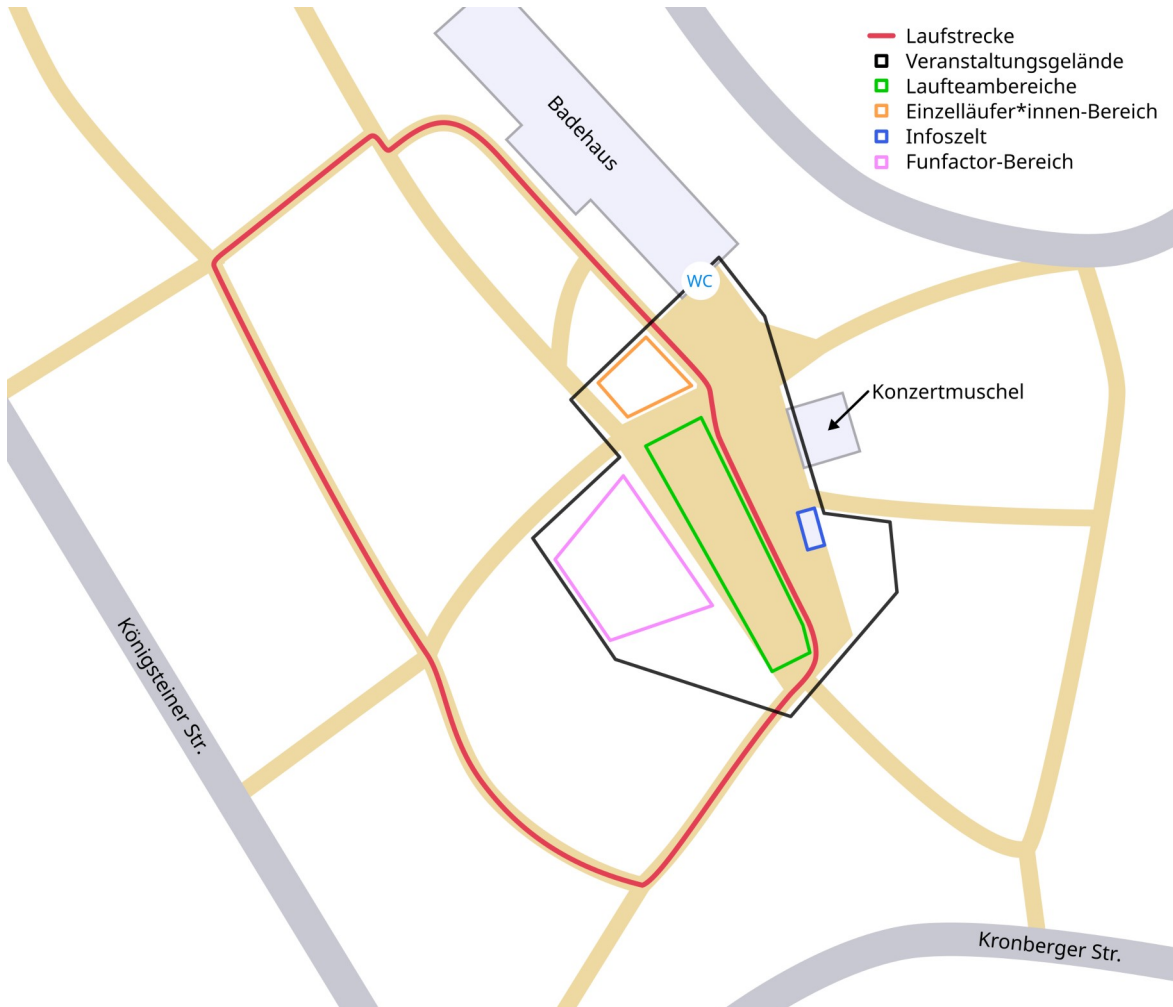 Laufstrecke
Veranstaltungsgelände
Laufteambereiche
Einzelläufer*innen-Bereich
Infoszelt
Funfactor-Bereich
Badehaus
WC
Konzertmuschel
Königsteiner Str.
Kronberger Str.